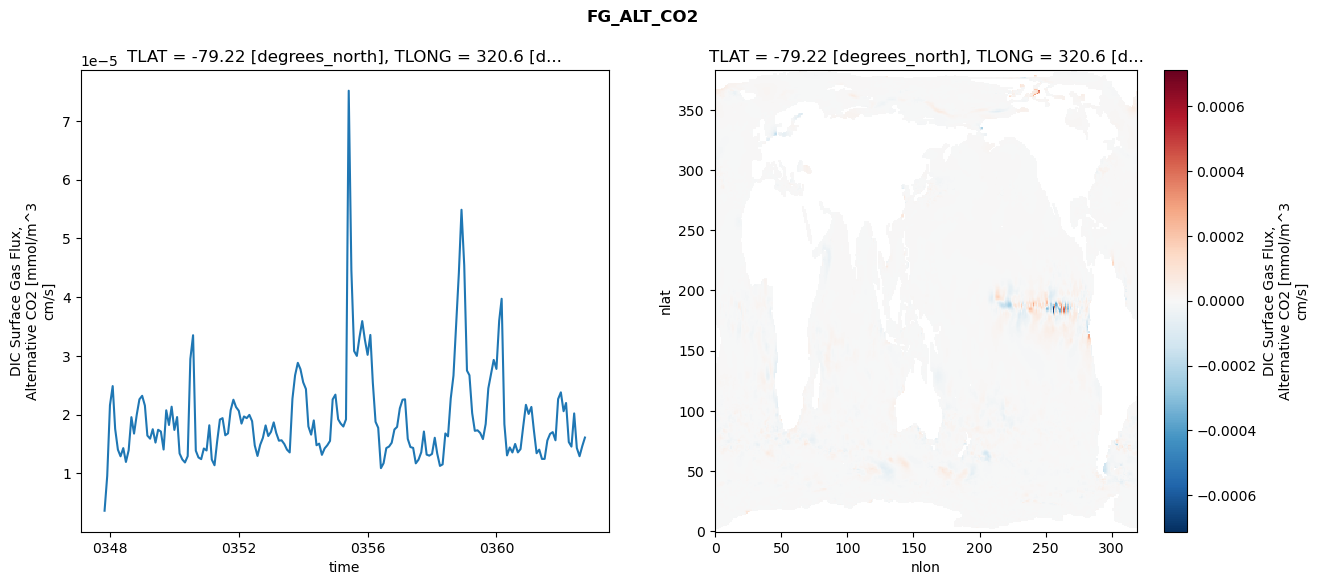 FG_ALT_CO2
TLAT = -79.22 [degrees_north], TLONG = 320.6 [d...
1e−5
7
6
5
4
3
2
1
DIC Surface Gas Flux,
Alternative CO2 [mmol/m^3
cm/s]
0348
0352
0356
0360
time
TLAT = -79.22 [degrees_north], TLONG = 320.6 [d...
350
300
250
200
150
100
50
0
nlat
0
50
100
150
200
250
300
nlon
0.0006
0.0004
0.0002
0.0000
−0.0002
−0.0004
−0.0006
DIC Surface Gas Flux,
Alternative CO2 [mmol/m^3
cm/s]